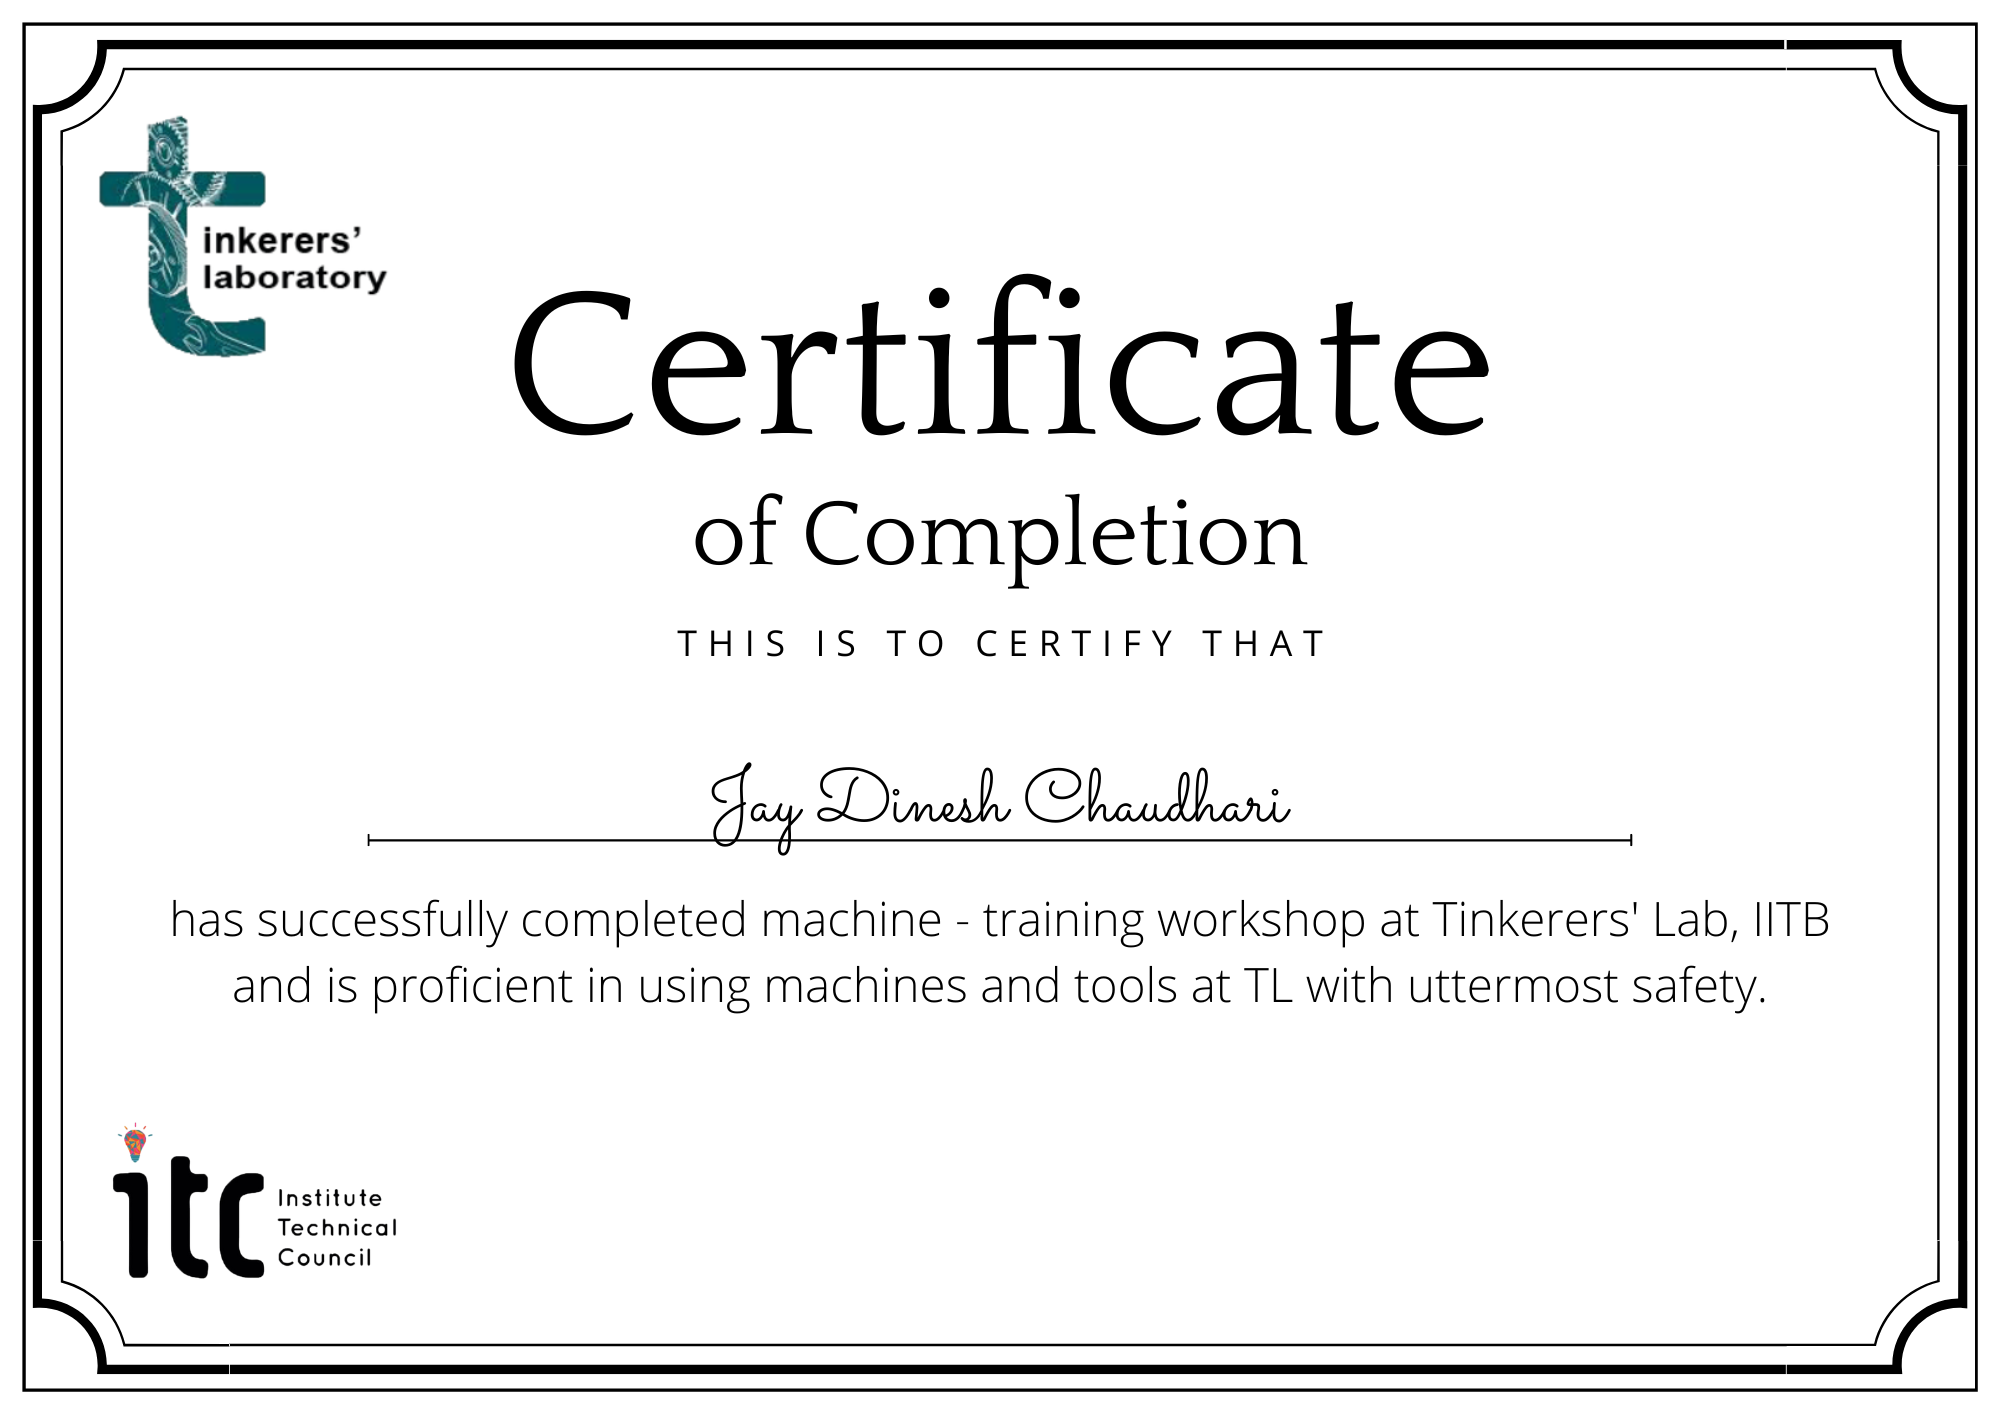 tinkerers’
laboratory
Certificate
of Completion
THIS IS TO CERTIFY THAT
Jay Dinesh Chaudhari
has successfully completed machine - training workshop at Tinkerers' Lab, IITB
and is proficient in using machines and tools at TL with uttermost safety.
itc
Institute
Technical
Council